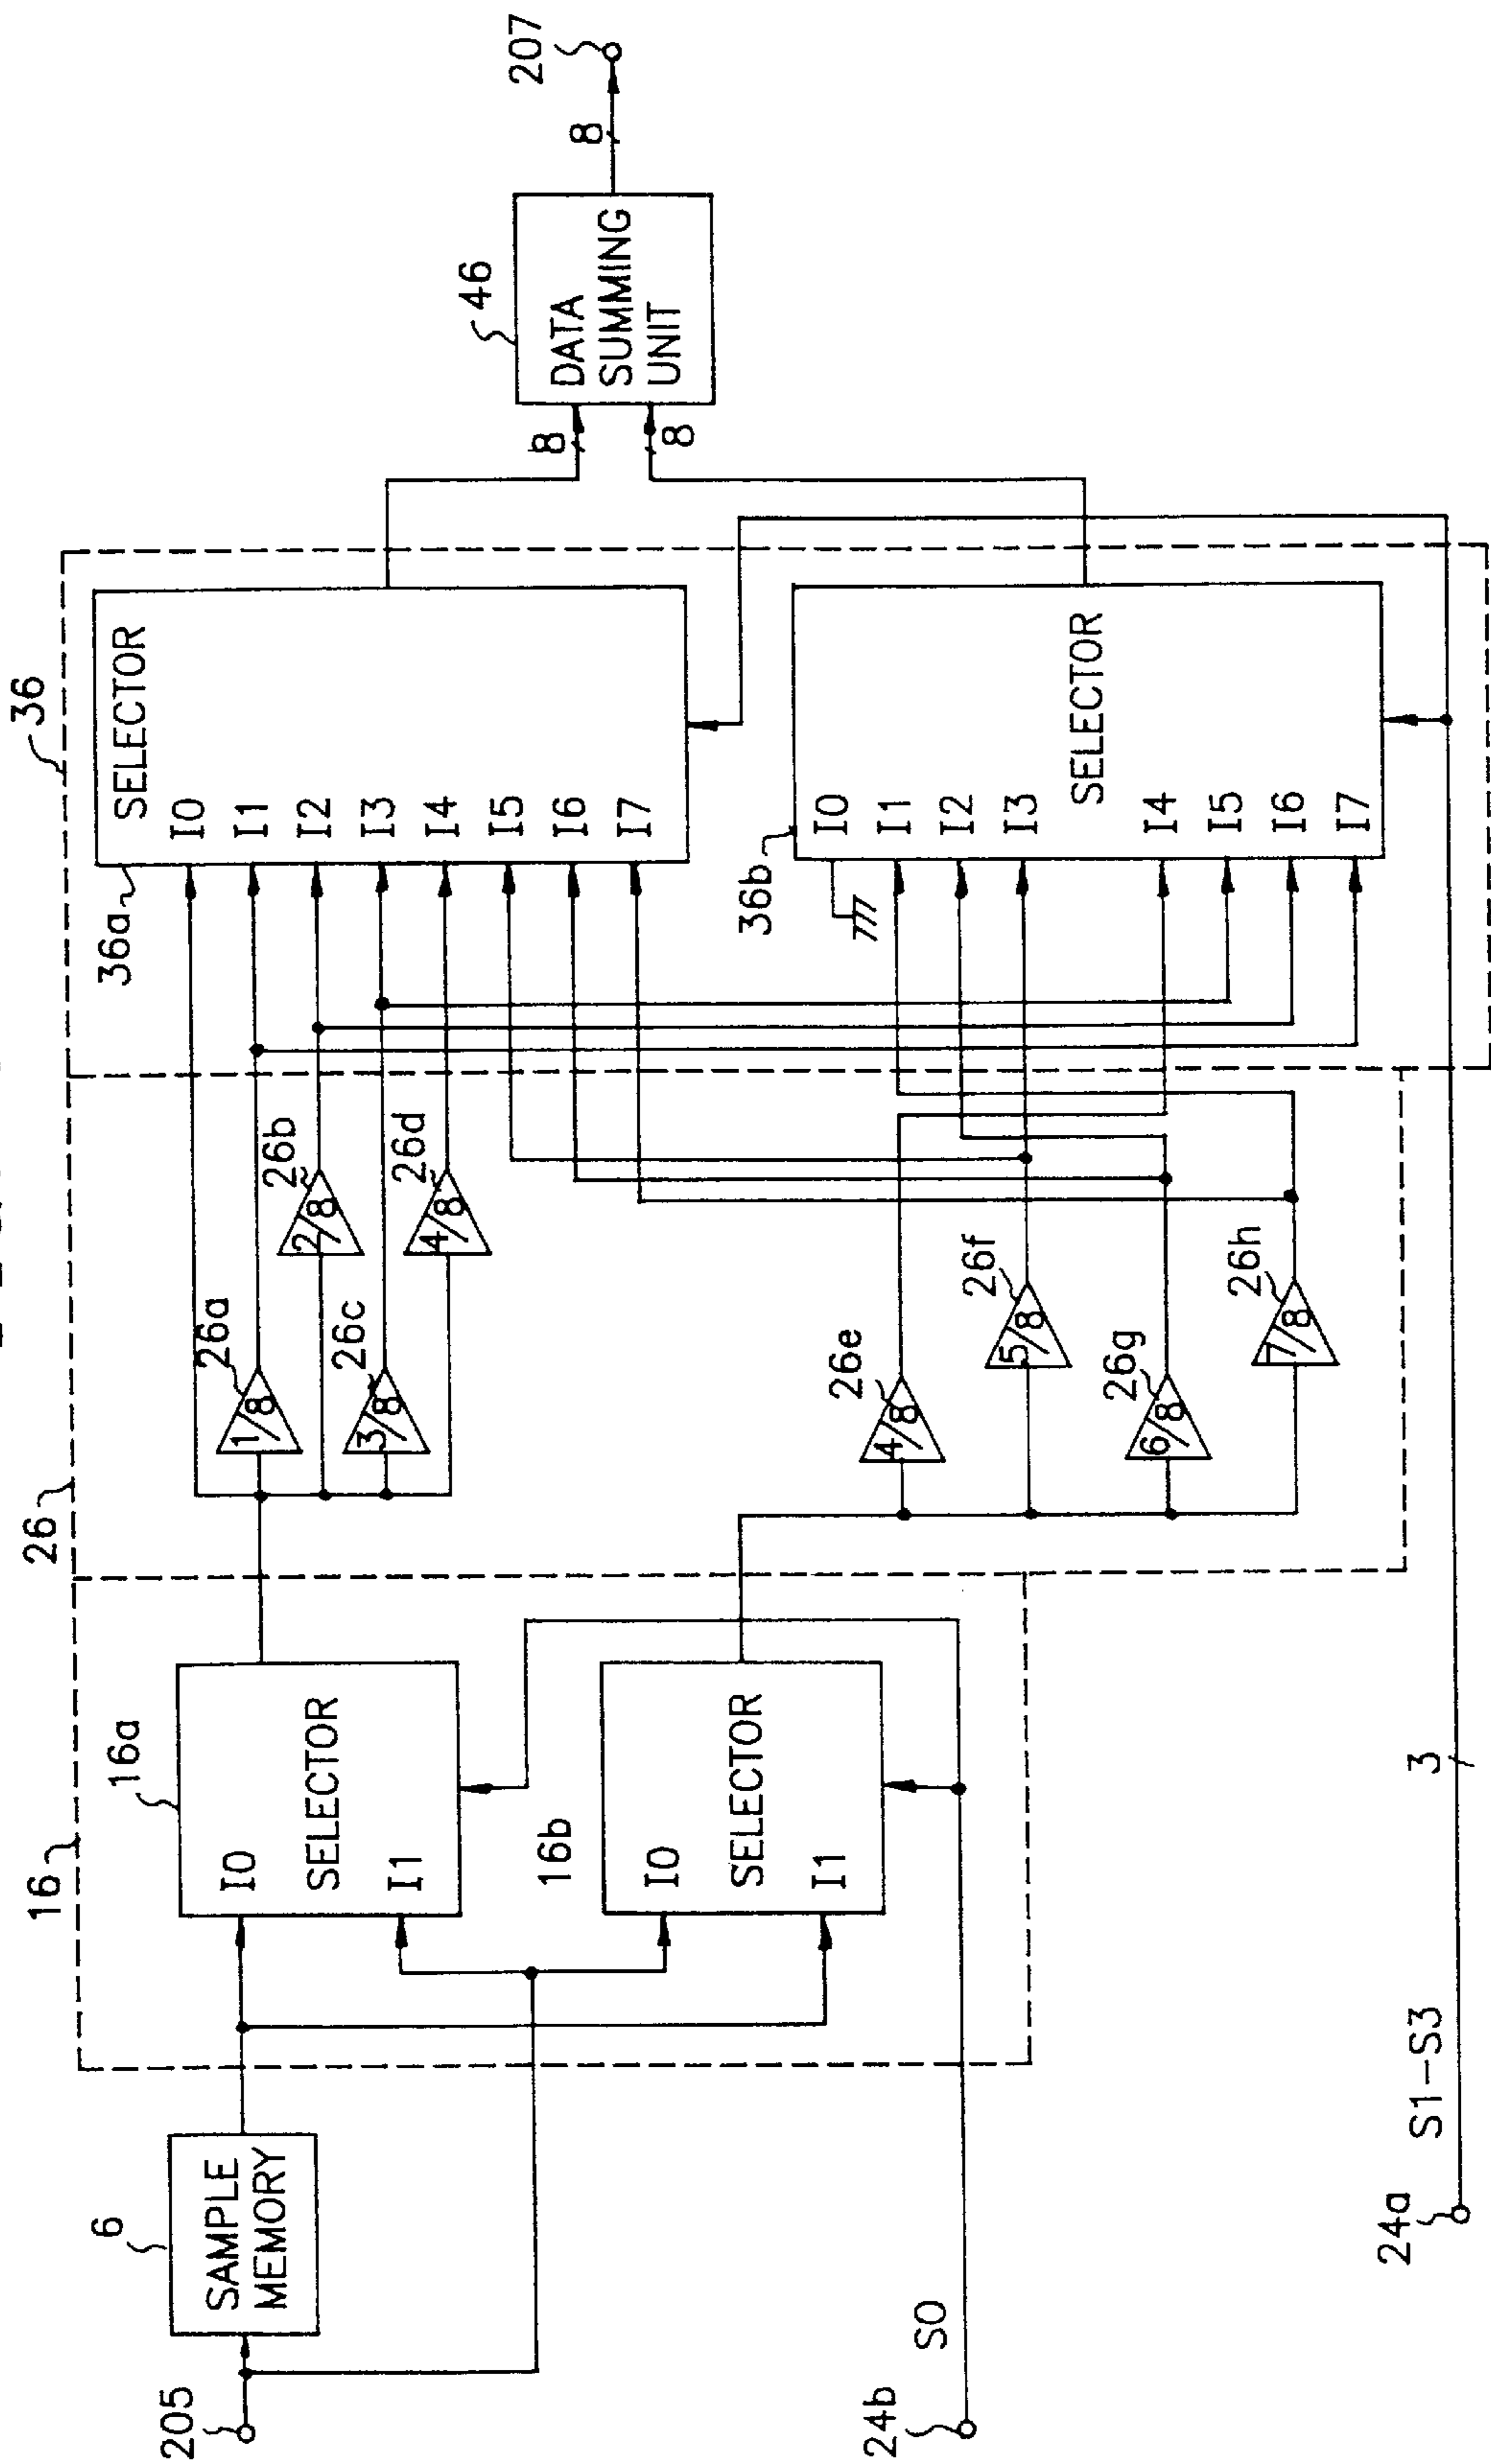 205
6
SAMPLE
MEMORY
24b
S0
24a
S1-S3
3
16
16a
I0
SELECTOR
I1
16b
I0
SELECTOR
I1
26
26a
1/8
26b
2/8
26c
3/8
26d
4/8
26e
4/8
26f
5/8
26g
6/8
26h
7/8
36
36a
SELECTOR
I0
I1
I2
I3
I4
I5
I6
I7
36b
I0
I1
I2
I3
SELECTOR
I4
I5
I6
I7
8
8
46
DATA
SUMMING
UNIT
8
207